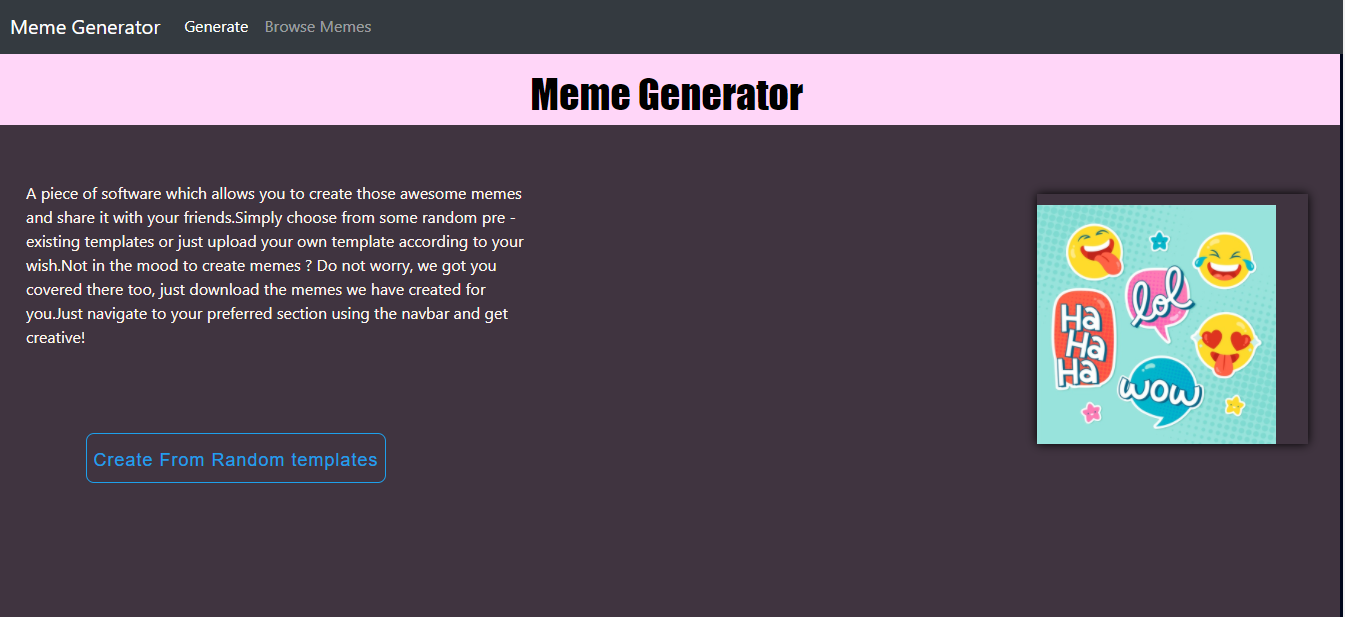 Meme Generator Generate Browse Memes
Meme Generator
A piece of software which allows you to create those awesome memes
and share it with your friends.Simply choose from some random pre -
existing templates or just upload your own template according to your
wish.Not in the mood to create memes ? Do not worry, we got you
covered there too, just download the memes we have created for
you.Just navigate to your preferred section using the navbar and get
creative!
lol
Ha
Ha
Ha
wow
Create From Random templates